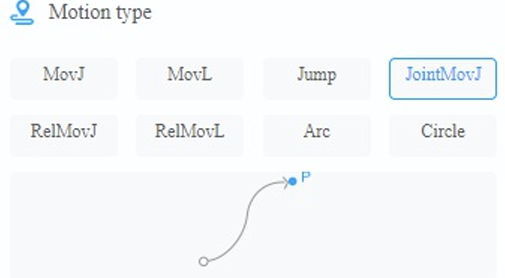 Motion type
MovJ MovL Jump JointMovJ
RelMovJ RelMovL Arc Circle
P